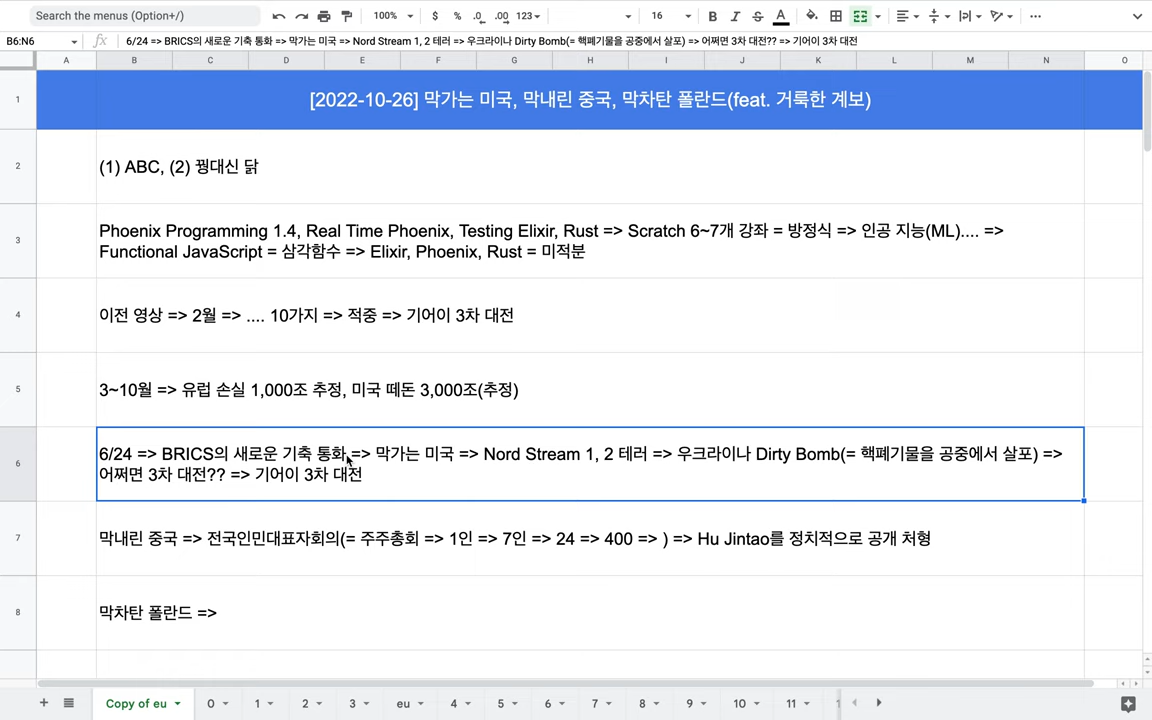 Search the menus (Option+/)
100%
$ % .0 .00 123
16
B I S A
B6:N6
fx
6/24 => BRICS의 새로운 기축 통화 => 막가는 미국 => Nord Stream 1, 2 테러 => 우크라이나 Dirty Bomb(= 핵폐기물을 공중에서 살포) => 어쩌면 3차 대전?? => 기어이 3차 대전
A B C D E F G H I J K L M N O
1
[2022-10-26] 막가는 미국, 막내린 중국, 막차탄 폴란드(feat. 거룩한 계보)
2
(1) ABC, (2) 꿩대신 닭
3
Phoenix Programming 1.4, Real Time Phoenix, Testing Elixir, Rust => Scratch 6~7개 강좌 = 방정식 => 인공 지능(ML).... =>
Functional JavaScript = 삼각함수 => Elixir, Phoenix, Rust = 미적분
4
이전 영상 => 2월 => .... 10가지 => 적중 => 기어이 3차 대전
5
3~10월 => 유럽 손실 1,000조 추정, 미국 떼돈 3,000조(추정)
6
6/24 => BRICS의 새로운 기축 통화 => 막가는 미국 => Nord Stream 1, 2 테러 => 우크라이나 Dirty Bomb(= 핵폐기물을 공중에서 살포) =>
어쩌면 3차 대전?? => 기어이 3차 대전
7
막내린 중국 => 전국인민대표자회의(= 주주총회 => 1인 => 7인 => 24 => 400 => ) => Hu Jintao를 정치적으로 공개 처형
8
막차탄 폴란드 =>
Copy of eu 0 1 2 3 eu 4 5 6 7 8 9 10 11